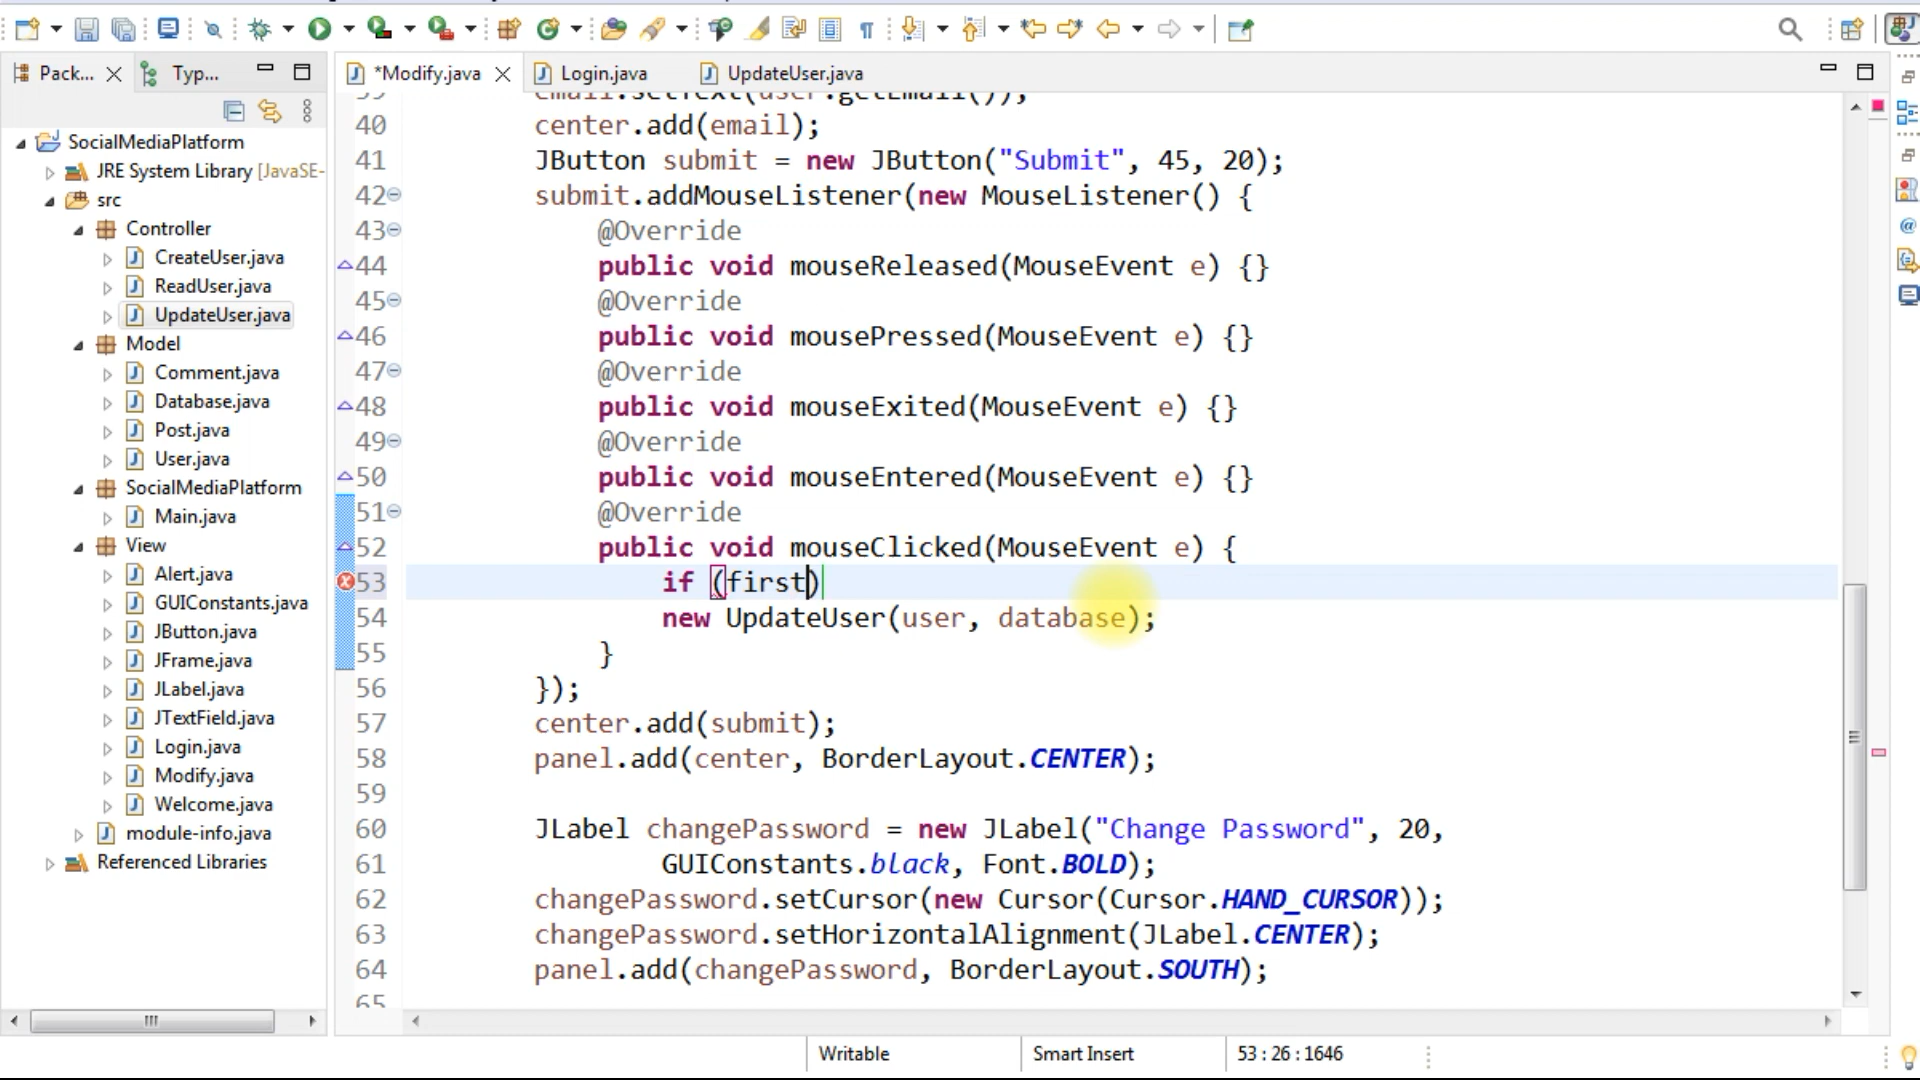 Pack...
Typ...
*Modify.java
Login.java
UpdateUser.java
SocialMediaPlatform
JRE System Library [JavaSE-
src
Controller
CreateUser.java
ReadUser.java
UpdateUser.java
Model
Comment.java
Database.java
Post.java
User.java
SocialMediaPlatform
Main.java
View
Alert.java
GUIConstants.java
JButton.java
JFrame.java
JLabel.java
JTextField.java
Login.java
Modify.java
Welcome.java
module-info.java
Referenced Libraries
39 email.setText(user.getEmail());
40 center.add(email);
41 JButton submit = new JButton("Submit", 45, 20);
42 submit.addMouseListener(new MouseListener() {
43 @Override
44 public void mouseReleased(MouseEvent e) {}
45 @Override
46 public void mousePressed(MouseEvent e) {}
47 @Override
48 public void mouseExited(MouseEvent e) {}
49 @Override
50 public void mouseEntered(MouseEvent e) {}
51 @Override
52 public void mouseClicked(MouseEvent e) {
53 if (first)
54 new UpdateUser(user, database);
55 }
56 });
57 center.add(submit);
58 panel.add(center, BorderLayout.CENTER);
59
60 JLabel changePassword = new JLabel("Change Password", 20,
61 GUIConstants.black, Font.BOLD);
62 changePassword.setCursor(new Cursor(Cursor.HAND_CURSOR));
63 changePassword.setHorizontalAlignment(JLabel.CENTER);
64 panel.add(changePassword, BorderLayout.SOUTH);
65
Writable
Smart Insert
53 : 26 : 1646